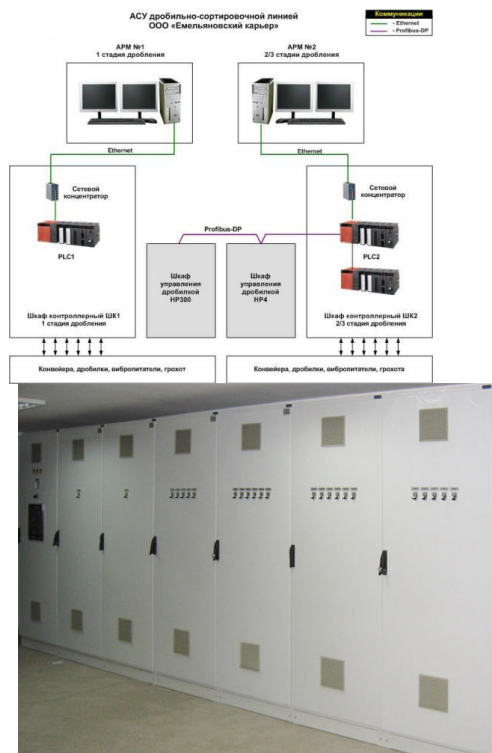 АСУ дробильно-сортировочной линией
ООО «Емельяновский карьер»
Коммуникации
- Ethernet
- Profibus-DP
АРМ №1
1 стадия дробления
АРМ №2
2/3 стадии дробления
Ethernet
Ethernet
Сетевой
концентратор
Сетевой
концентратор
Profibus-DP
PLC1
PLC2
Шкаф
управления
дробилкой
HP300
Шкаф
управления
дробилкой
HP4
Шкаф контроллерный ШК1
1 стадия дробления
Шкаф контроллерный ШК2
2/3 стадия дробления
Конвейера, дробилки, вибропитатели, грохот
Конвейера, дробилки, вибропитатели, грохота